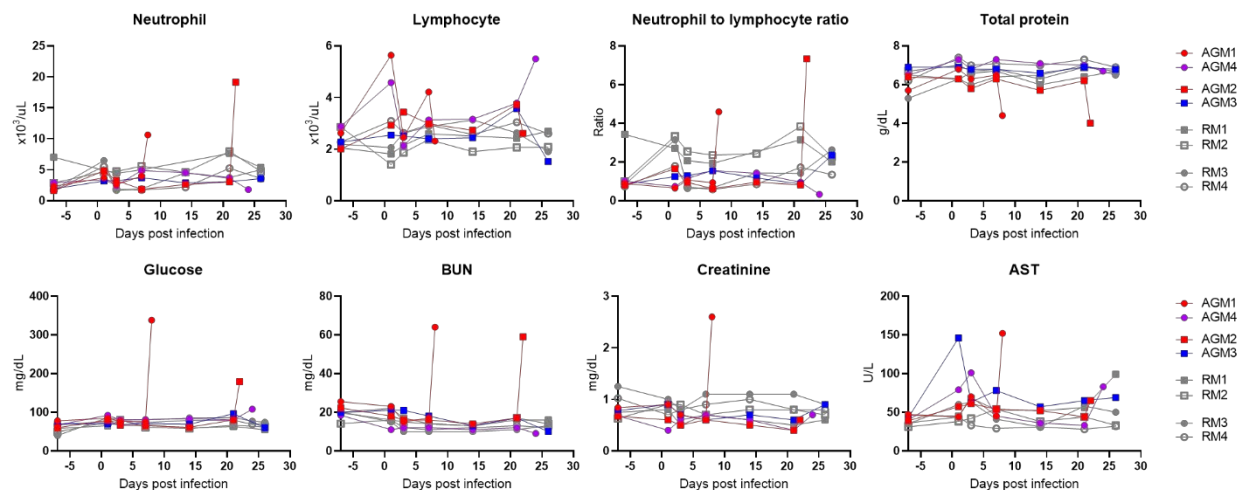 Neutrophil
x10³/uL
25
20
15
10
5
0
-5 0 5 10 15 20 25 30
Days post infection
Lymphocyte
x10³/uL
6
4
2
0
-5 0 5 10 15 20 25 30
Days post infection
Neutrophil to lymphocyte ratio
Ratio
8
6
4
2
0
-5 0 5 10 15 20 25 30
Days post infection
Total protein
g/dL
8
6
4
2
0
-5 0 5 10 15 20 25 30
Days post infection
AGM1
AGM4
AGM2
AGM3
RM1
RM2
RM3
RM4
Glucose
mg/dL
400
300
200
100
0
-5 0 5 10 15 20 25 30
Days post infection
BUN
mg/dL
80
60
40
20
0
-5 0 5 10 15 20 25 30
Days post infection
Creatinine
mg/dL
3
2
1
0
-5 0 5 10 15 20 25 30
Days post infection
AST
U/L
200
150
100
50
0
-5 0 5 10 15 20 25 30
Days post infection
AGM1
AGM4
AGM2
AGM3
RM1
RM2
RM3
RM4